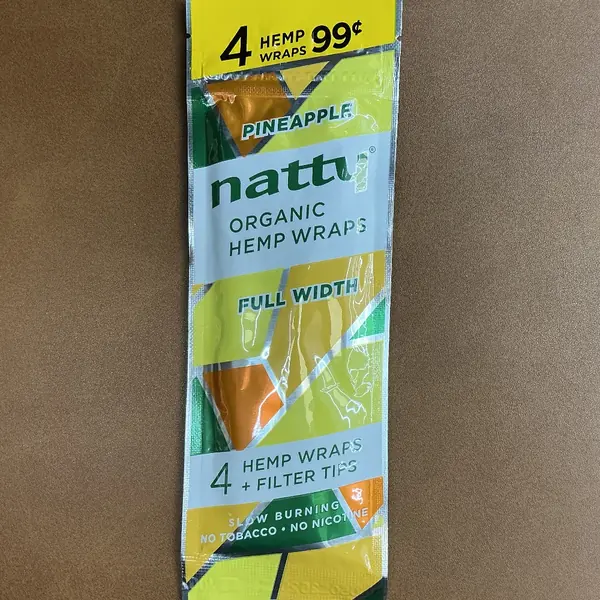 4 HEMP WRAPS 99¢
PINEAPPLE
natty®
ORGANIC
HEMP WRAPS
FULL WIDTH
4 HEMP WRAPS
+ FILTER TIPS
SLOW BURNING
NO TOBACCO • NO NICOTINE